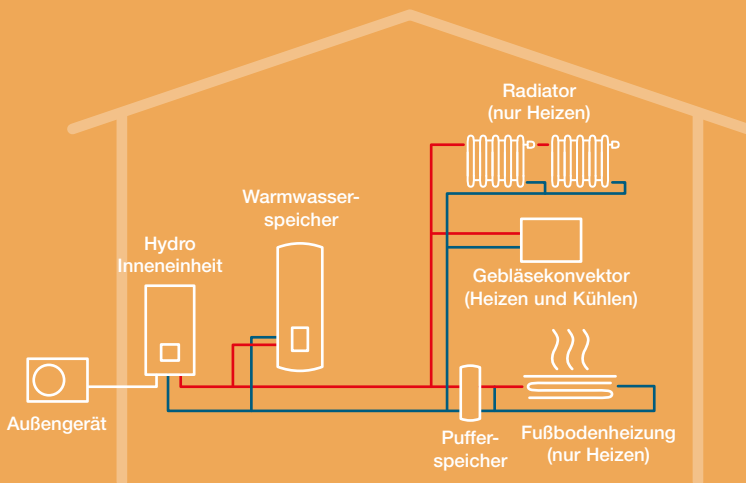 Radiator
(nur Heizen)
Warmwasser-
speicher
Hydro
Inneneinheit
Gebläsekonvektor
(Heizen und Kühlen)
Außengerät
Puffer-
speicher
Fußbodenheizung
(nur Heizen)